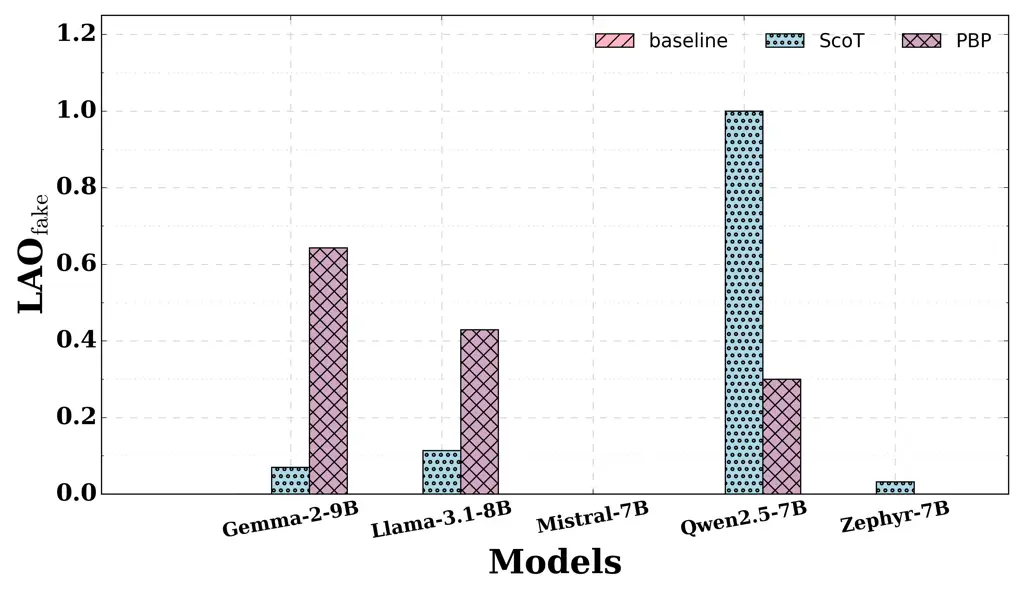 baseline ScoT PBP
1.2
1.0
0.8
0.6
0.4
0.2
0.0
LAOfake
Gemma-2-9B Llama-3.1-8B Mistral-7B Qwen2.5-7B Zephyr-7B
Models